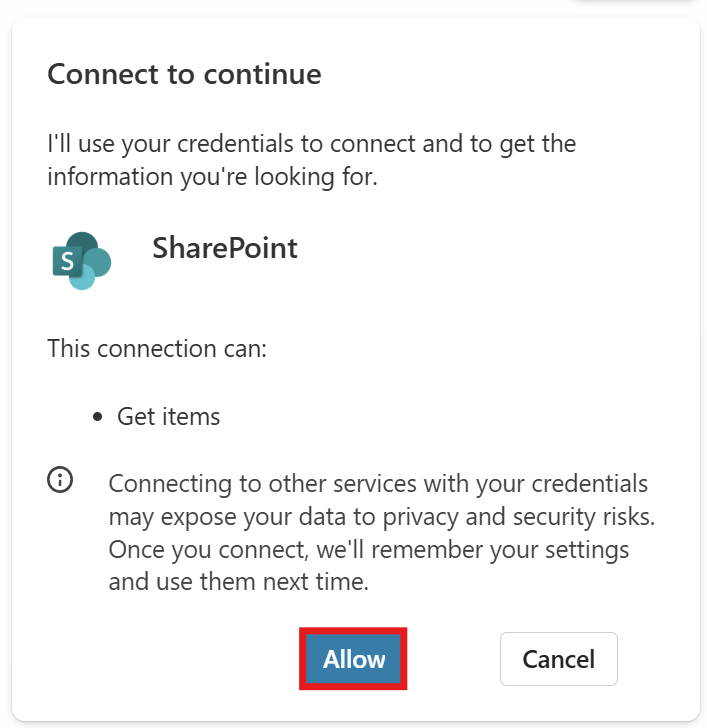 Connect to continue
I'll use your credentials to connect and to get the
information you're looking for.
S
SharePoint
This connection can:
• Get items
Connecting to other services with your credentials
may expose your data to privacy and security risks.
Once you connect, we'll remember your settings
and use them next time.
Allow
Cancel